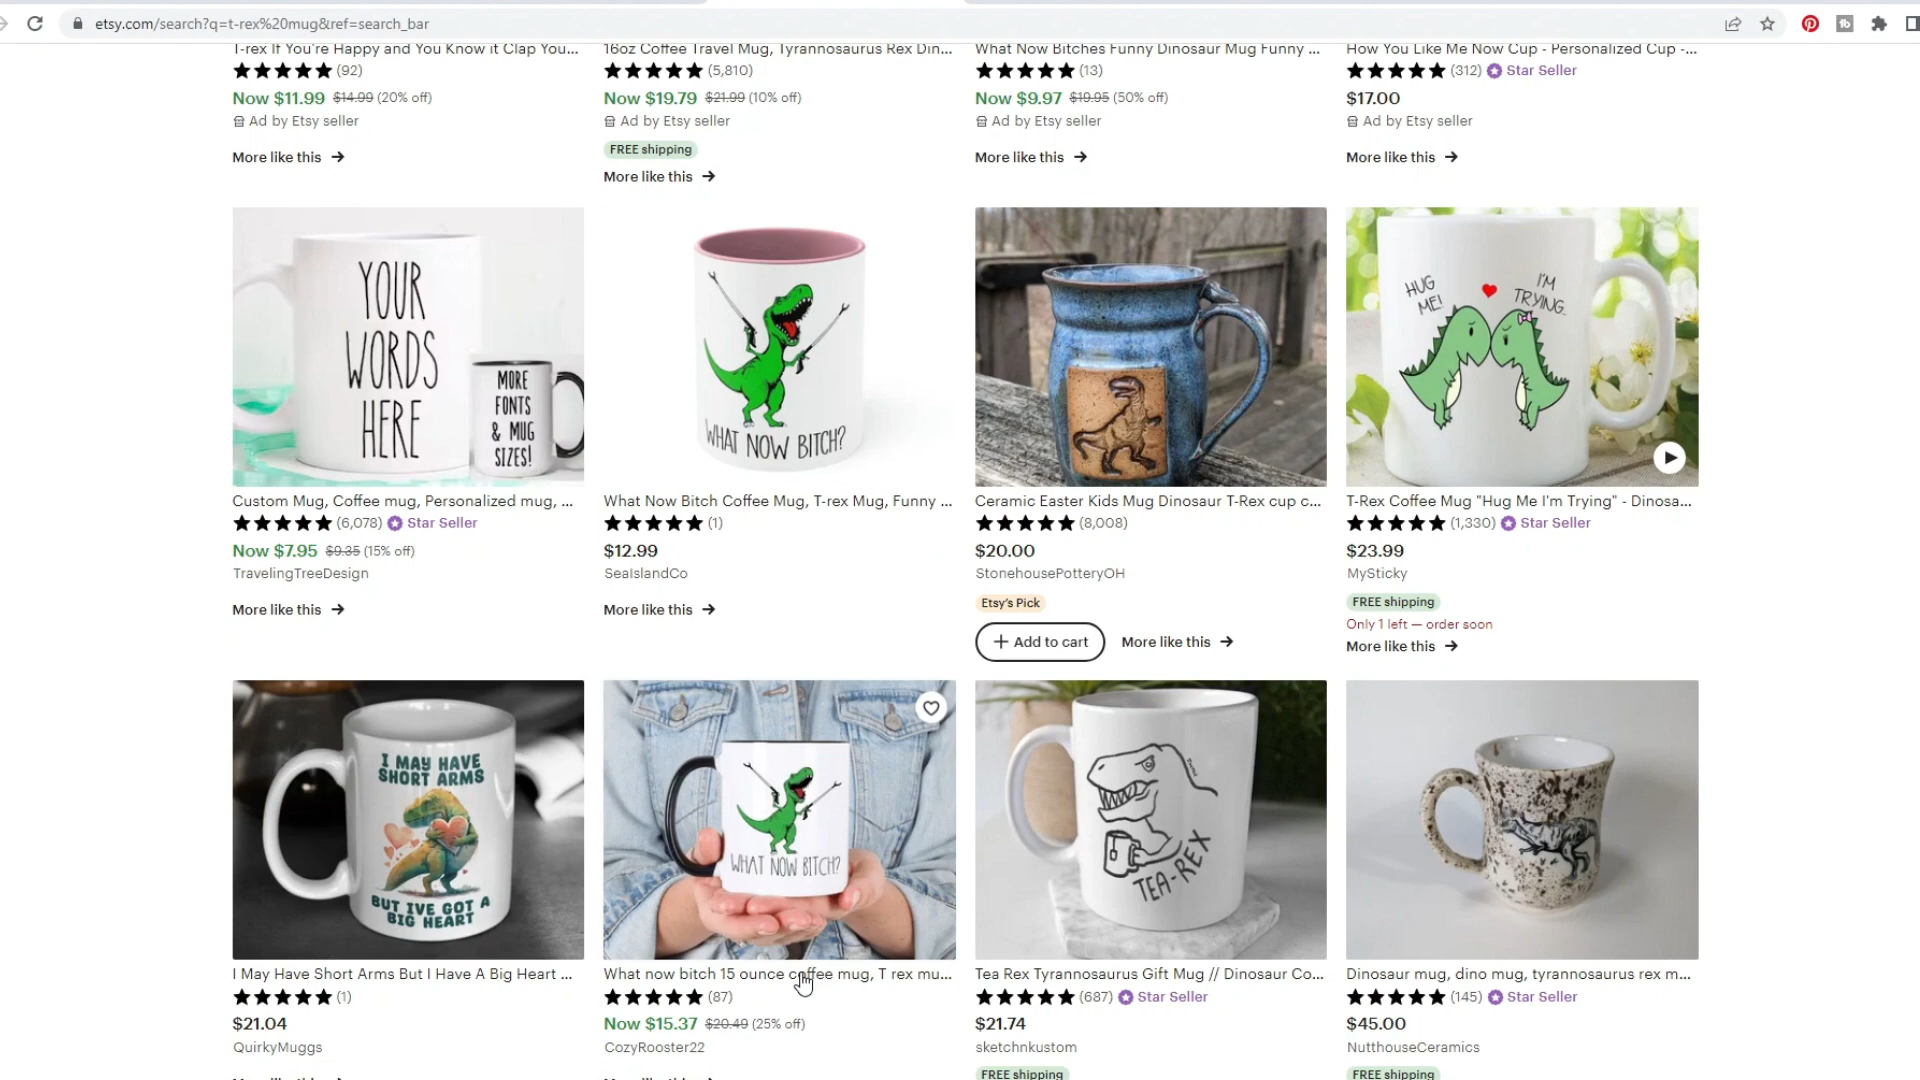 etsy.com/search?q=t-rex%20mug&ref=search_bar
T-rex If You're Happy and You Know it Clap You...
(92)
Now $11.99 $14.99 (20% off)
Ad by Etsy seller
More like this
16oz Coffee Travel Mug, Tyrannosaurus Rex Din...
(5,810)
Now $19.79 $21.99 (10% off)
Ad by Etsy seller
FREE shipping
More like this
What Now Bitches Funny Dinosaur Mug Funny ...
(13)
Now $9.97 $19.95 (50% off)
Ad by Etsy seller
More like this
How You Like Me Now Cup - Personalized Cup -...
(312) Star Seller
$17.00
Ad by Etsy seller
More like this
YOUR
WORDS
HERE
MORE
FONTS
& MUG
SIZES!
Custom Mug, Coffee mug, Personalized mug, ...
(6,078) Star Seller
Now $7.95 $9.35 (15% off)
TravelingTreeDesign
More like this
WHAT NOW BITCH?
What Now Bitch Coffee Mug, T-rex Mug, Funny ...
(1)
$12.99
SeaIslandCo
More like this
Ceramic Easter Kids Mug Dinosaur T-Rex cup c...
(8,008)
$20.00
StonehousePotteryOH
Etsy's Pick
+ Add to cart
More like this
HUG
ME!
I'M
TRYING.
T-Rex Coffee Mug "Hug Me I'm Trying" - Dinosa...
(1,330) Star Seller
$23.99
MySticky
FREE shipping
Only 1 left — order soon
More like this
I MAY HAVE
SHORT ARMS
BUT IVE GOT A
BIG HEART
I May Have Short Arms But I Have A Big Heart ...
(1)
$21.04
QuirkyMuggs
WHAT NOW BITCH?
What now bitch 15 ounce coffee mug, T rex mu...
(87)
Now $15.37 $20.49 (25% off)
CozyRooster22
TEA-REX
Tea Rex Tyrannosaurus Gift Mug // Dinosaur Co...
(687) Star Seller
$21.74
sketchnkustom
FREE shipping
Dinosaur mug, dino mug, tyrannosaurus rex m...
(145) Star Seller
$45.00
NutthouseCeramics
FREE shipping